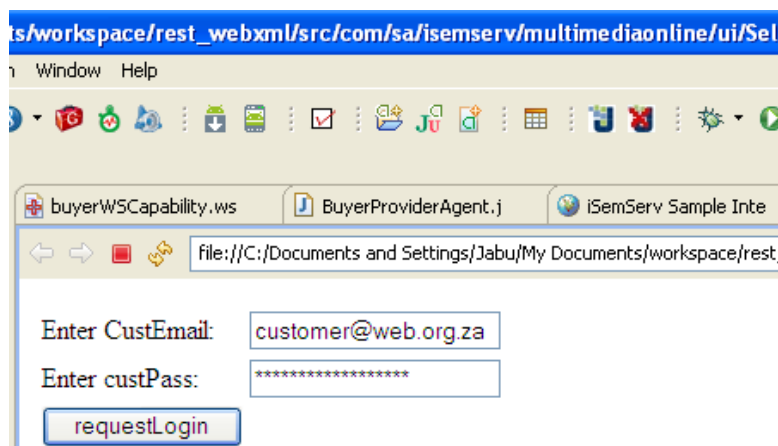 ts/workspace/rest_webxml/src/com/sa/isemserv/multimediaonline/ui/Sel
Window Help
buyerWSCapability.ws BuyerProviderAgent.j iSemServ Sample Inte
file://C:/Documents and Settings/Jabu/My Documents/workspace/rest_
Enter CustEmail: customer@web.org.za
Enter custPass: ******************
requestLogin